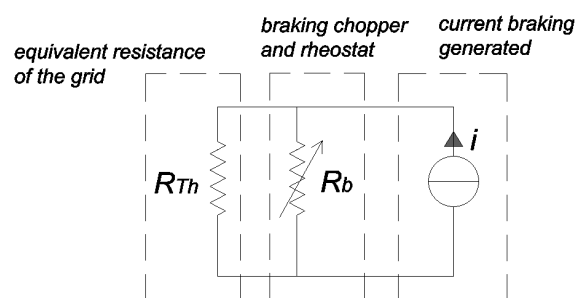 equivalent resistance
of the grid
braking chopper
and rheostat
current braking
generated
RTh
Rb
i